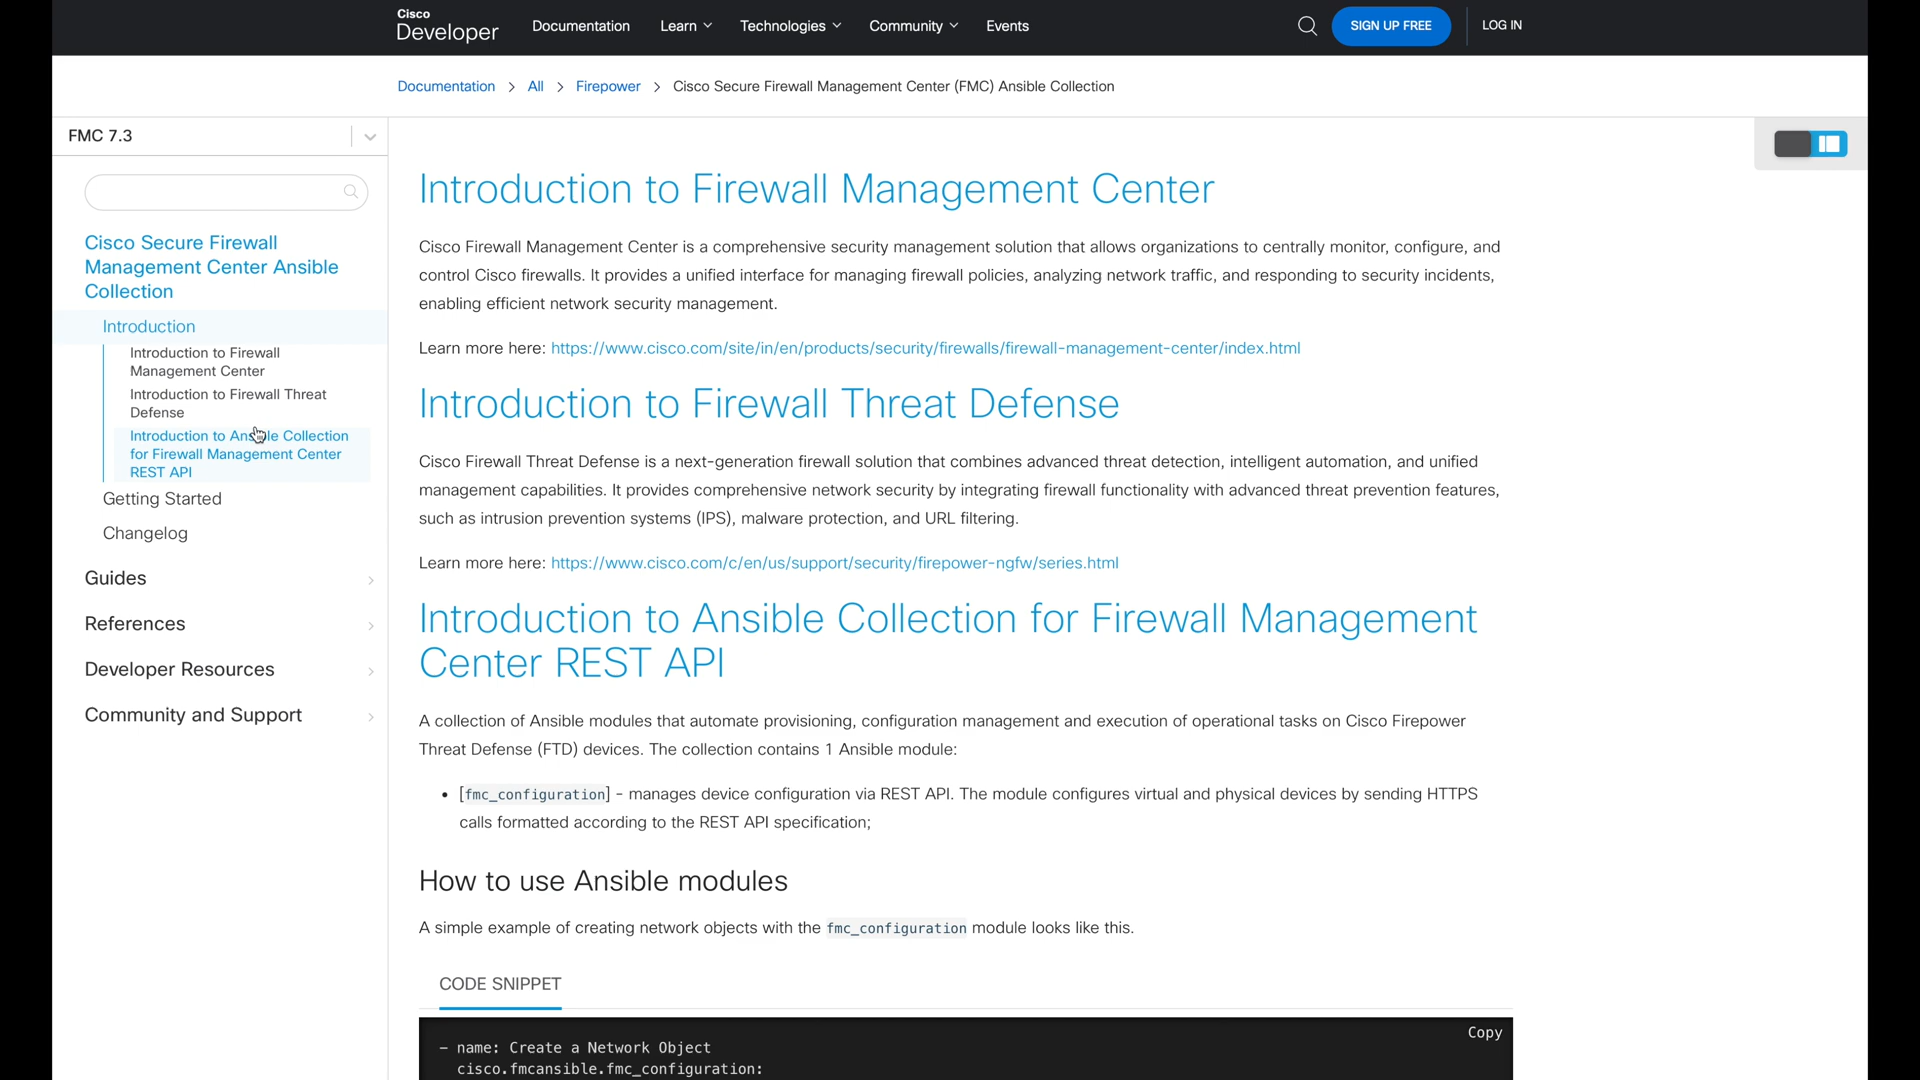 Cisco
Developer
Documentation
Learn
Technologies
Community
Events
SIGN UP FREE
LOG IN
Documentation > All > Firepower > Cisco Secure Firewall Management Center (FMC) Ansible Collection
FMC 7.3
Cisco Secure Firewall
Management Center Ansible
Collection
Introduction
Introduction to Firewall
Management Center
Introduction to Firewall Threat
Defense
Introduction to Ansible Collection
for Firewall Management Center
REST API
Getting Started
Changelog
Guides
References
Developer Resources
Community and Support
Introduction to Firewall Management Center
Cisco Firewall Management Center is a comprehensive security management solution that allows organizations to centrally monitor, configure, and
control Cisco firewalls. It provides a unified interface for managing firewall policies, analyzing network traffic, and responding to security incidents,
enabling efficient network security management.
Learn more here: https://www.cisco.com/site/in/en/products/security/firewalls/firewall-management-center/index.html
Introduction to Firewall Threat Defense
Cisco Firewall Threat Defense is a next-generation firewall solution that combines advanced threat detection, intelligent automation, and unified
management capabilities. It provides comprehensive network security by integrating firewall functionality with advanced threat prevention features,
such as intrusion prevention systems (IPS), malware protection, and URL filtering.
Learn more here: https://www.cisco.com/c/en/us/support/security/firepower-ngfw/series.html
Introduction to Ansible Collection for Firewall Management
Center REST API
A collection of Ansible modules that automate provisioning, configuration management and execution of operational tasks on Cisco Firepower
Threat Defense (FTD) devices. The collection contains 1 Ansible module:
• [fmc_configuration] - manages device configuration via REST API. The module configures virtual and physical devices by sending HTTPS
calls formatted according to the REST API specification;
How to use Ansible modules
A simple example of creating network objects with the fmc_configuration module looks like this.
CODE SNIPPET
Copy
- name: Create a Network Object
cisco.fmcansible.fmc_configuration: